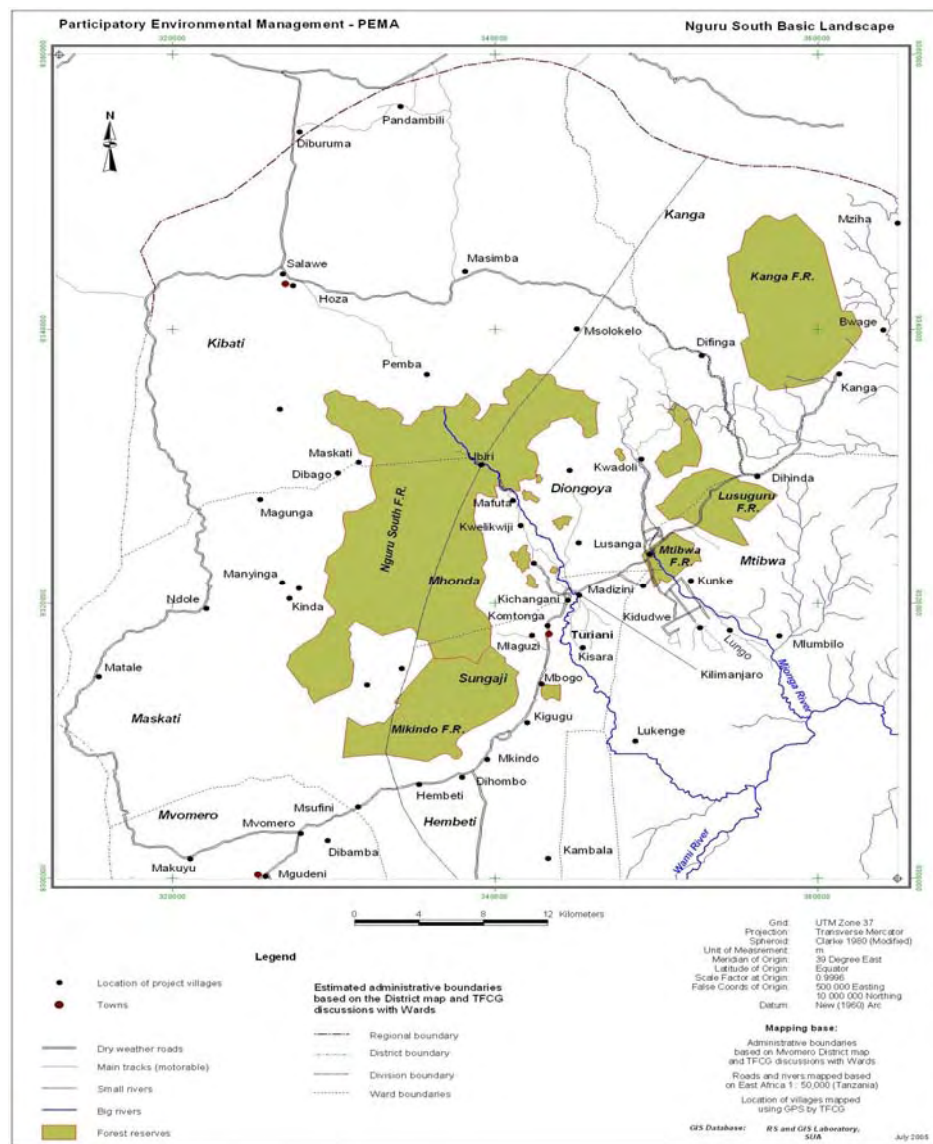 Participatory Environmental Management - PEMA
Nguru South Basic Landscape
320000
340000
360000
N
Pandambili
Diburuma
Kanga
Mziha
Salawe
Masimba
Kanga F.R.
Hoza
Msolokelo
Bwage
Kibati
Difinga
Pemba
Kanga
Maskati
Ubiri
Kwadoli
Dibago
Diongoya
Dihinda
Magunga
Nguru South F.R.
Mafuta
Lusuguru
F.R.
Kwelikwiji
Lusanga
Mtibwa
F.R.
Mtibwa
Manyinga
Mhonda
Kunke
Ndole
Kinda
Kichangani
Madizini
Komtonga
Kidudwe
Mlaguzi
Turiani
Lungo
Mlumbilo
Kisara
Matale
Sungaji
Mbogo
Kilimanjaro
Mjonga River
Maskati
Mikindo F.R.
Kigugu
Lukenge
Mkindo
Dihombo
Mvomero
Msufini
Hembeti
Mvomero
Hembeti
Wami River
Dibamba
Kambala
Makuyu
Mgudeni
320000
340000
360000
0 4 8 12 Kilometers
Legend
Location of project villages
Towns
Dry weather roads
Main tracks (motorable)
Small rivers
Big rivers
Forest reserves
Estimated administrative boundaries
based on the District map and TFCG
discussions with Wards
Regional boundary
District boundary
Division boundary
Ward boundaries
Grid: UTM Zone 37
Projection: Transverse Mercator
Spheroid: Clarke 1980 (Modified)
Unit of Measrement: m
Meridian of Origin: 39 Degree East
Latitude of Origin: Equator
Scale Factor at Origin: 0.9996
False Coords of Origin: 500 000 Easting
10 000 000 Northing
Datum: New (1960) Arc
Mapping base:
Administrative boundaries
based on Mvomero District map
and TFCG discussions with Wards
Roads and rivers mapped based
on East Africa 1 : 50,000 (Tanzania)
Location of villages mapped
using GPS by TFCG
GIS Database: RS and GIS Laboratory,
SUA